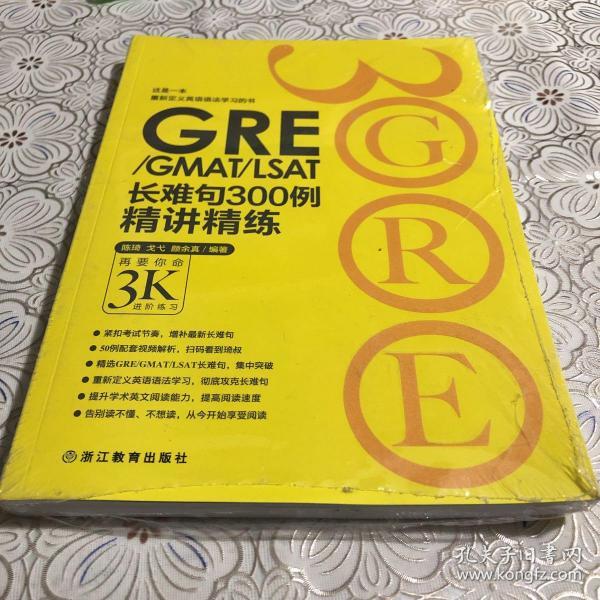 这是一本
重新定义英语语法学习的书
GRE
/GMAT/LSAT
长难句300例
精讲精练
陈琦 戈弋 顾余真/编著
再要你命
3K
进阶练习
●紧扣考试节奏，增补最新长难句
●50例配套视频解析，扫码看到琦叔
●精选GRE/GMAT/LSAT长难句，集中突破
●重新定义英语语法学习，彻底攻克长难句
●提升学术英文阅读能力，提高阅读速度
●告别读不懂、不想读，从今开始享受阅读
浙江教育出版社
3
G
R
E
孔夫子旧书网
www.kongfz.com